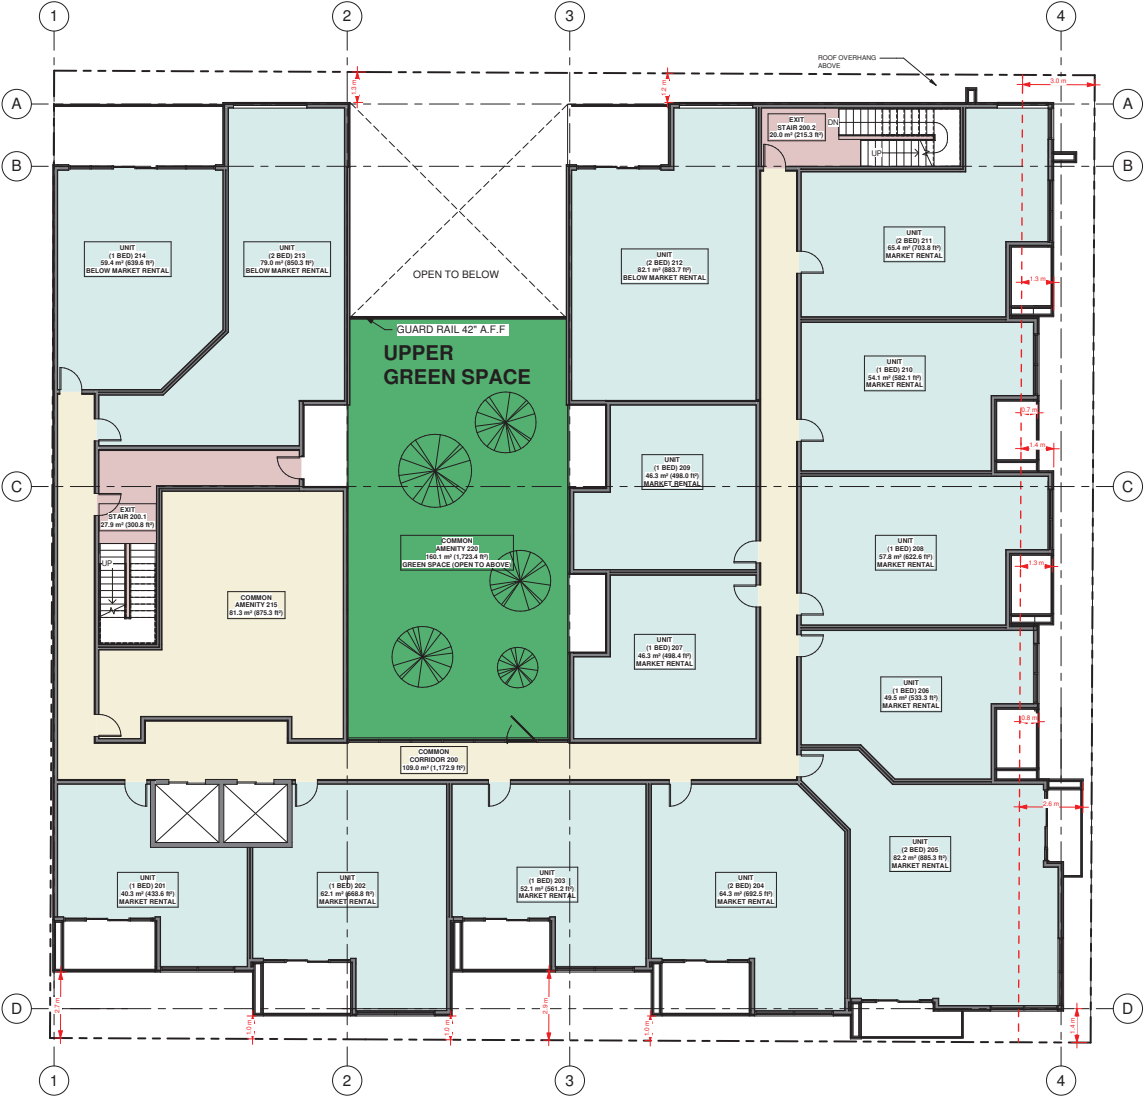 1
2
3
4
ROOF OVERHANG
ABOVE
1.3 m
1.2 m
3.0 m
A
A
EXIT
STAIR 200.2
20.0 m² (215.3 ft²)
DN
UP
B
B
UNIT
(1 BED) 214
59.4 m² (639.6 ft²)
BELOW MARKET RENTAL
UNIT
(2 BED) 213
79.0 m² (850.3 ft²)
BELOW MARKET RENTAL
OPEN TO BELOW
UNIT
(2 BED) 212
82.1 m² (883.7 ft²)
BELOW MARKET RENTAL
UNIT
(2 BED) 211
65.4 m² (703.8 ft²)
MARKET RENTAL
1.3 m
GUARD RAIL 42" A.F.F
UPPER
GREEN SPACE
UNIT
(1 BED) 210
54.1 m² (582.1 ft²)
MARKET RENTAL
0.7 m
1.4 m
UNIT
(1 BED) 209
46.3 m² (498.0 ft²)
MARKET RENTAL
C
C
EXIT
STAIR 200.1
27.9 m² (300.8 ft²)
UP
COMMON
AMENITY 220
160.1 m² (1,723.4 ft²)
GREEN SPACE (OPEN TO ABOVE)
UNIT
(1 BED) 208
57.8 m² (622.6 ft²)
MARKET RENTAL
1.3 m
COMMON
AMENITY 215
81.3 m² (875.3 ft²)
UNIT
(1 BED) 207
46.3 m² (498.4 ft²)
MARKET RENTAL
UNIT
(1 BED) 206
49.5 m² (533.3 ft²)
MARKET RENTAL
0.8 m
COMMON
CORRIDOR 200
109.0 m² (1,172.9 ft²)
2.6 m
UNIT
(1 BED) 201
40.3 m² (433.6 ft²)
MARKET RENTAL
UNIT
(1 BED) 202
62.1 m² (668.8 ft²)
MARKET RENTAL
UNIT
(1 BED) 203
52.1 m² (561.2 ft²)
MARKET RENTAL
UNIT
(2 BED) 204
64.3 m² (692.5 ft²)
MARKET RENTAL
UNIT
(2 BED) 205
82.2 m² (885.3 ft²)
MARKET RENTAL
D
D
2.7 m
1.0 m
1.0 m
2.9 m
1.0 m
1.4 m
1
2
3
4